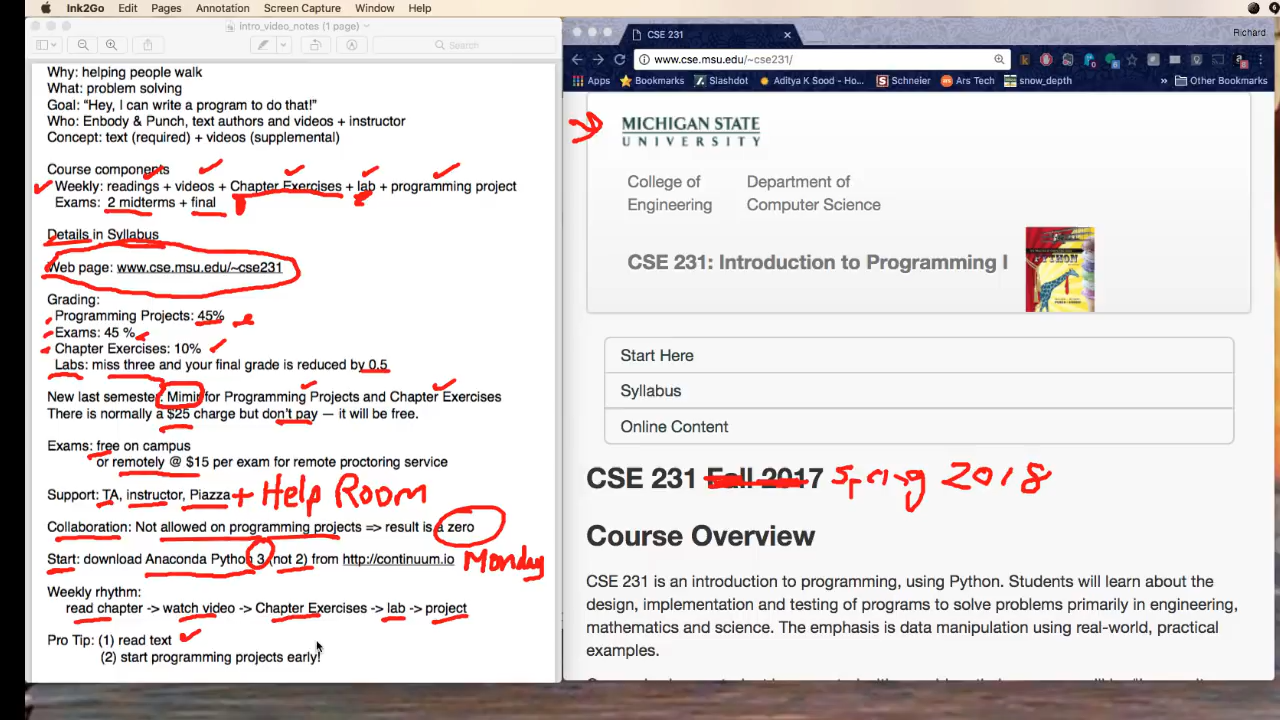 Ink2Go Edit Pages Annotation Screen Capture Window Help
intro_video_notes (1 page)
Search
Why: helping people walk
What: problem solving
Goal: “Hey, I can write a program to do that!”
Who: Enbody & Punch, text authors and videos + instructor
Concept: text (required) + videos (supplemental)
Course components
Weekly: readings + videos + Chapter Exercises + lab + programming project
Exams: 2 midterms + final
Details in Syllabus
Web page: www.cse.msu.edu/~cse231
Grading:
Programming Projects: 45%
Exams: 45 %
Chapter Exercises: 10%
Labs: miss three and your final grade is reduced by 0.5
New last semester: Mimir for Programming Projects and Chapter Exercises
There is normally a $25 charge but don’t pay — it will be free.
Exams: free on campus
or remotely @ $15 per exam for remote proctoring service
Support: TA, instructor, Piazza + Help Room
Collaboration: Not allowed on programming projects => result is a zero
Start: download Anaconda Python 3 (not 2) from http://continuum.io Monday
Weekly rhythm:
read chapter -> watch video -> Chapter Exercises -> lab -> project
Pro Tip: (1) read text
(2) start programming projects early!
CSE 231
Richard
www.cse.msu.edu/~cse231/
Apps Bookmarks Slashdot Aditya K Sood - Ho... Schneier Ars Tech snow_depth » Other Bookmarks
MICHIGAN STATE
UNIVERSITY
College of
Engineering
Department of
Computer Science
CSE 231: Introduction to Programming I
PYTHON
Start Here
Syllabus
Online Content
CSE 231 Fall 2017 Spring 2018
Course Overview
CSE 231 is an introduction to programming, using Python. Students will learn about the
design, implementation and testing of programs to solve problems primarily in engineering,
mathematics and science. The emphasis is data manipulation using real-world, practical
examples.